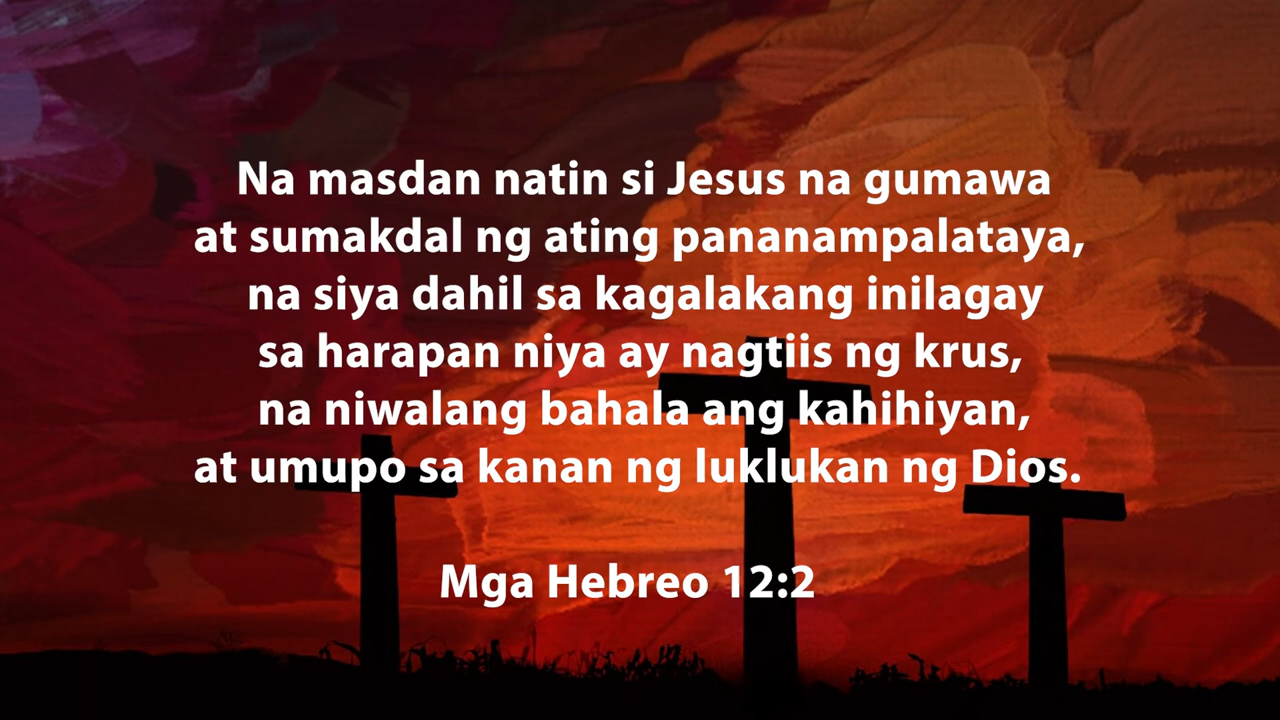 Na masdan natin si Jesus na gumawa
at sumakdal ng ating pananampalataya,
na siya dahil sa kagalakang inilagay
sa harapan niya ay nagtiis ng krus,
na niwalang bahala ang kahihiyan,
at umupo sa kanan ng luklukan ng Dios.
Mga Hebreo 12:2